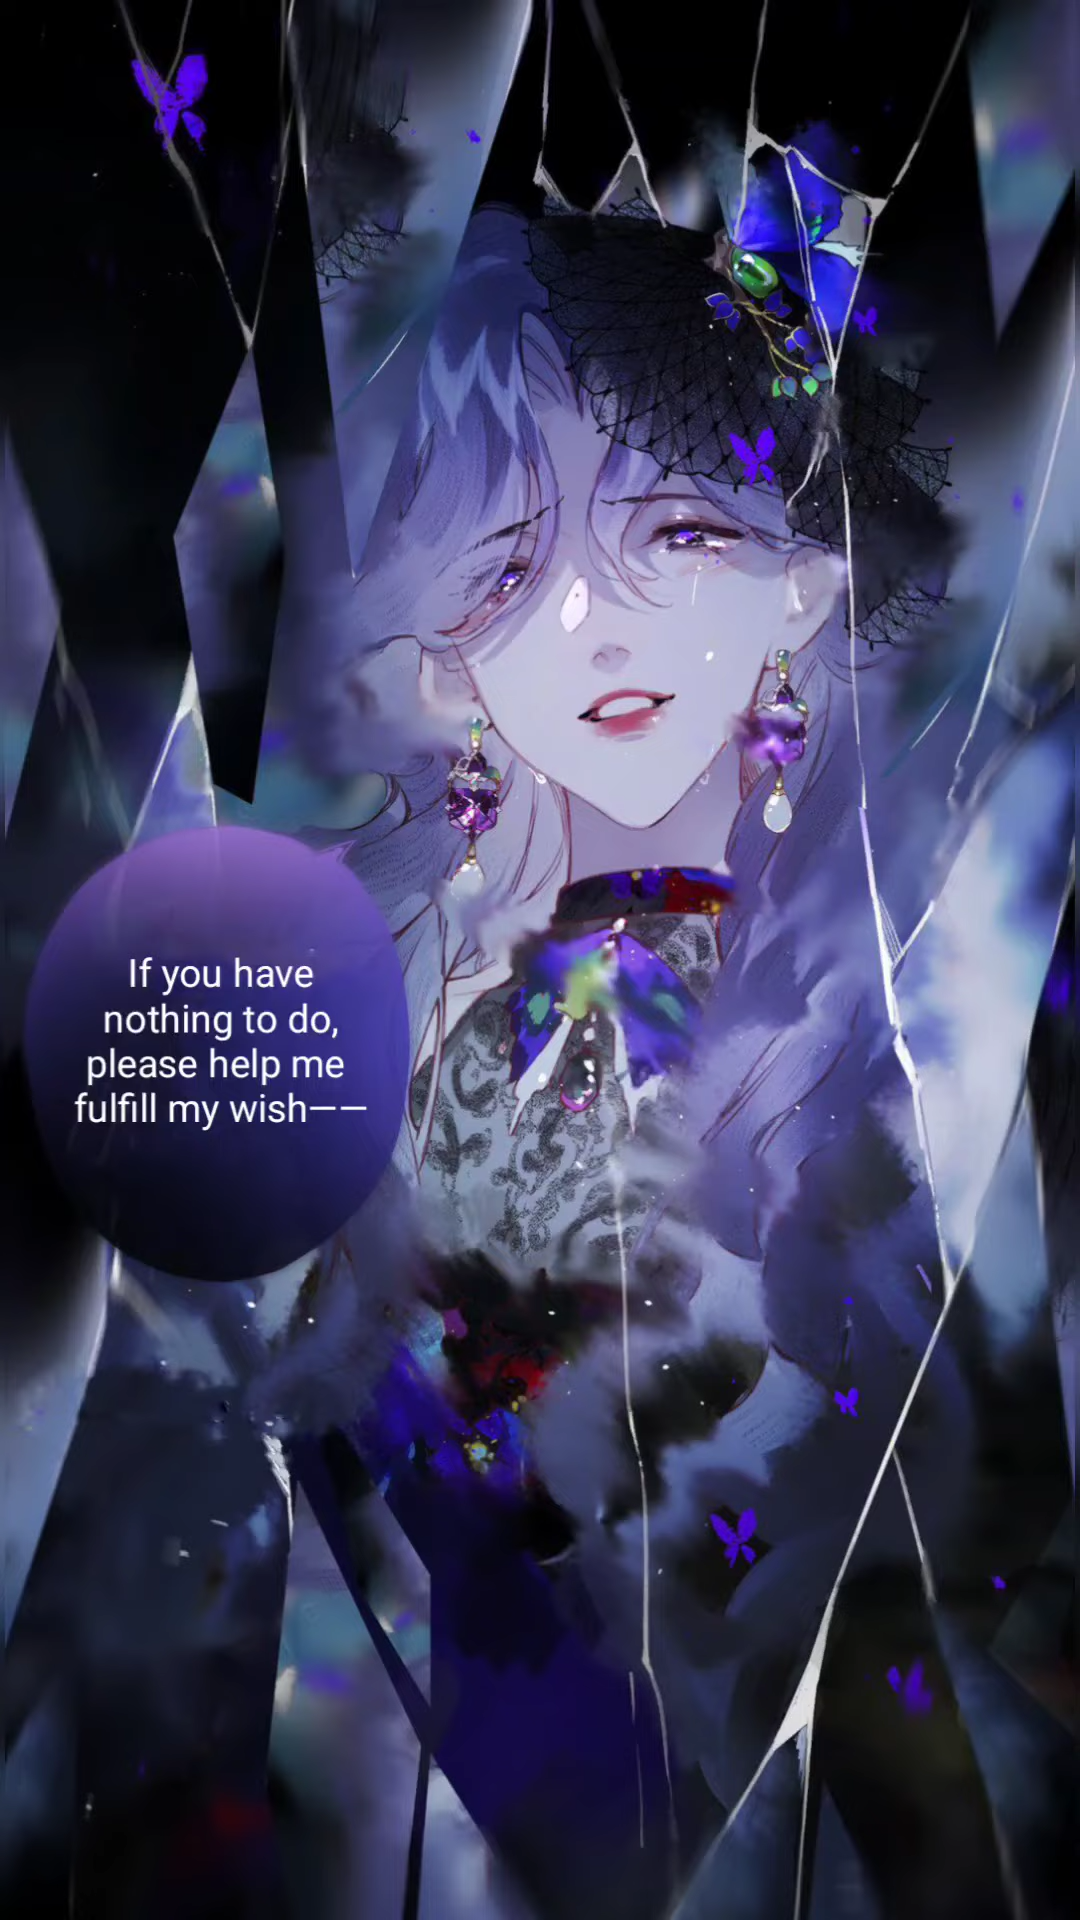 If you have
nothing to do,
please help me
fulfill my wish——